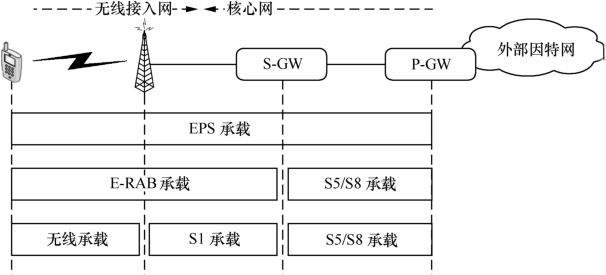 无线接入网 核心网
S-GW P-GW 外部因特网
EPS 承载
E-RAB 承载 S5/S8 承载
无线承载 S1 承载 S5/S8 承载